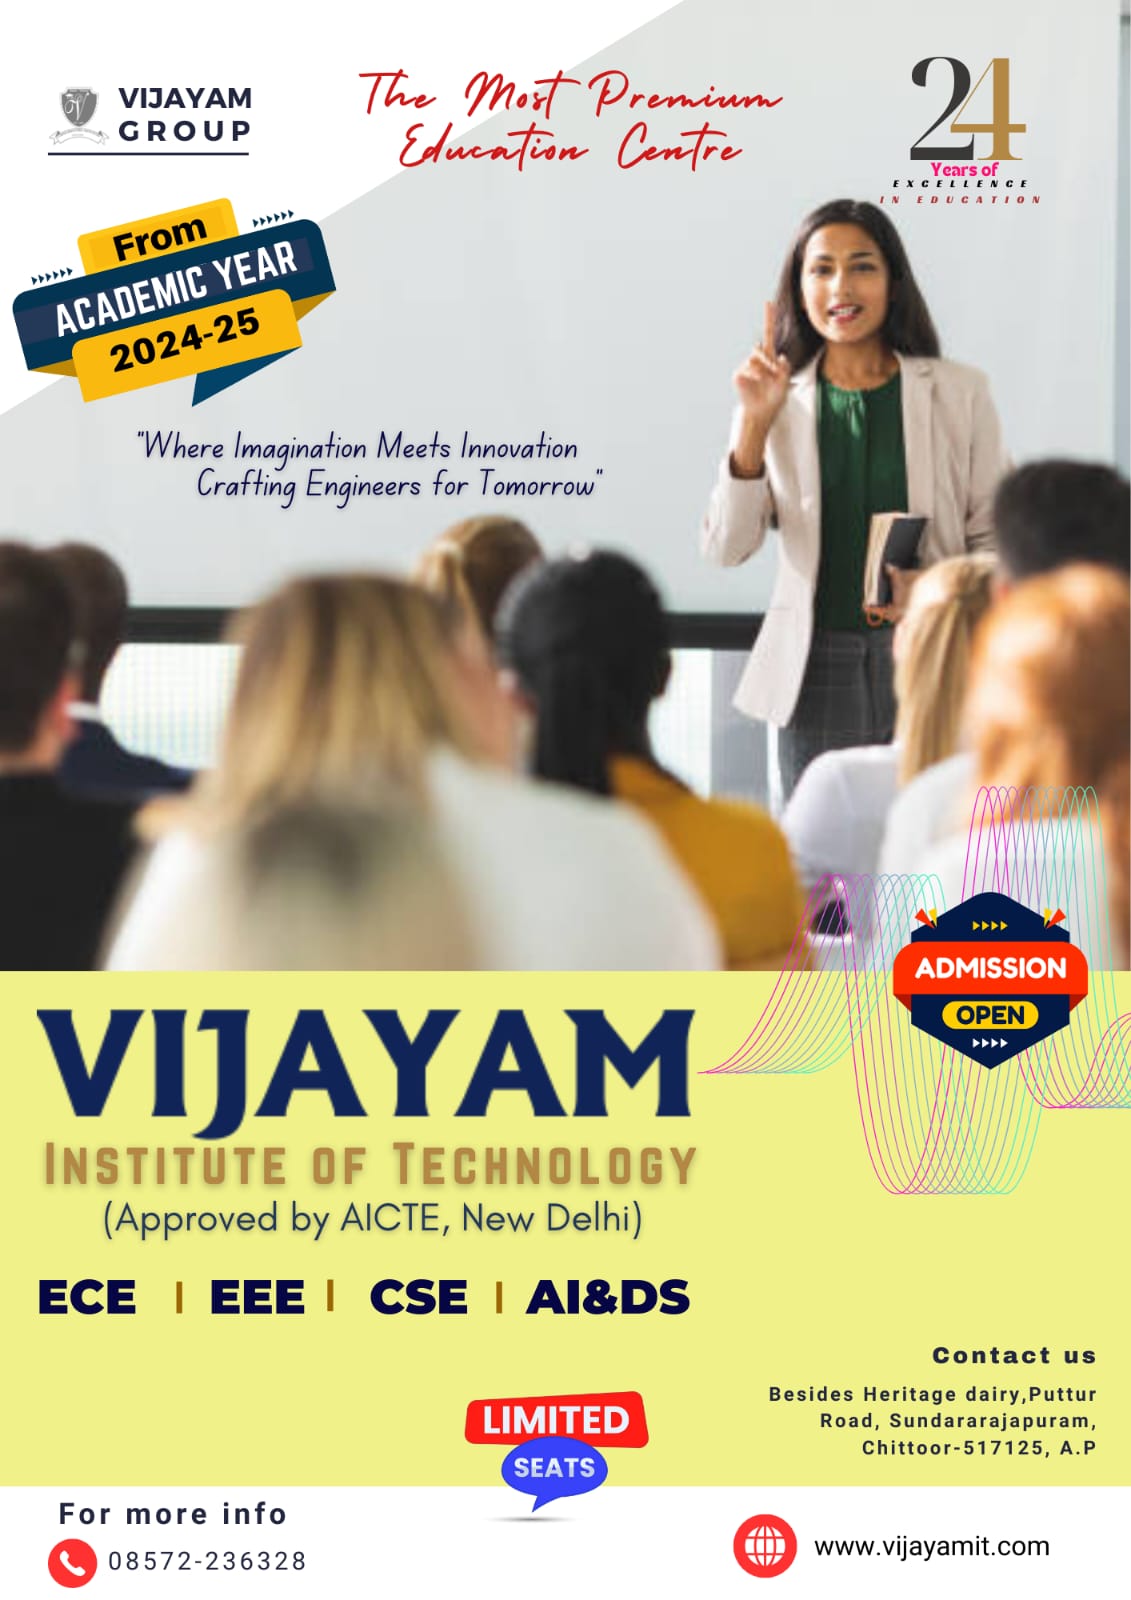 VIJAYAM
GROUP
The Most Premium
Education Centre
24
Years of
EXCELLENCE
IN EDUCATION
From
ACADEMIC YEAR
2024-25
"Where Imagination Meets Innovation
Crafting Engineers for Tomorrow"
ADMISSION
OPEN
VIJAYAM
INSTITUTE OF TECHNOLOGY
(Approved by AICTE, New Delhi)
ECE | EEE | CSE | AI&DS
Contact us
Besides Heritage dairy,Puttur
Road, Sundararajapuram,
Chittoor-517125, A.P
LIMITED
SEATS
For more info
08572-236328
www.vijayamit.com